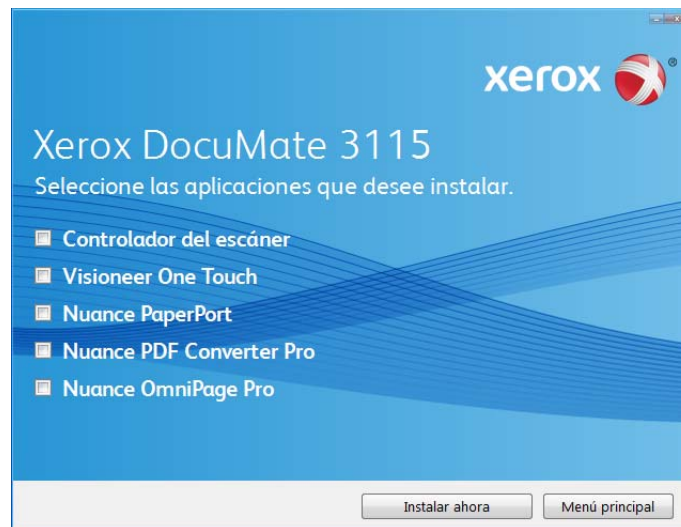 xerox ®
Xerox DocuMate 3115
Seleccione las aplicaciones que desee instalar.
Controlador del escáner
Visioneer One Touch
Nuance PaperPort
Nuance PDF Converter Pro
Nuance OmniPage Pro
Instalar ahora Menú principal